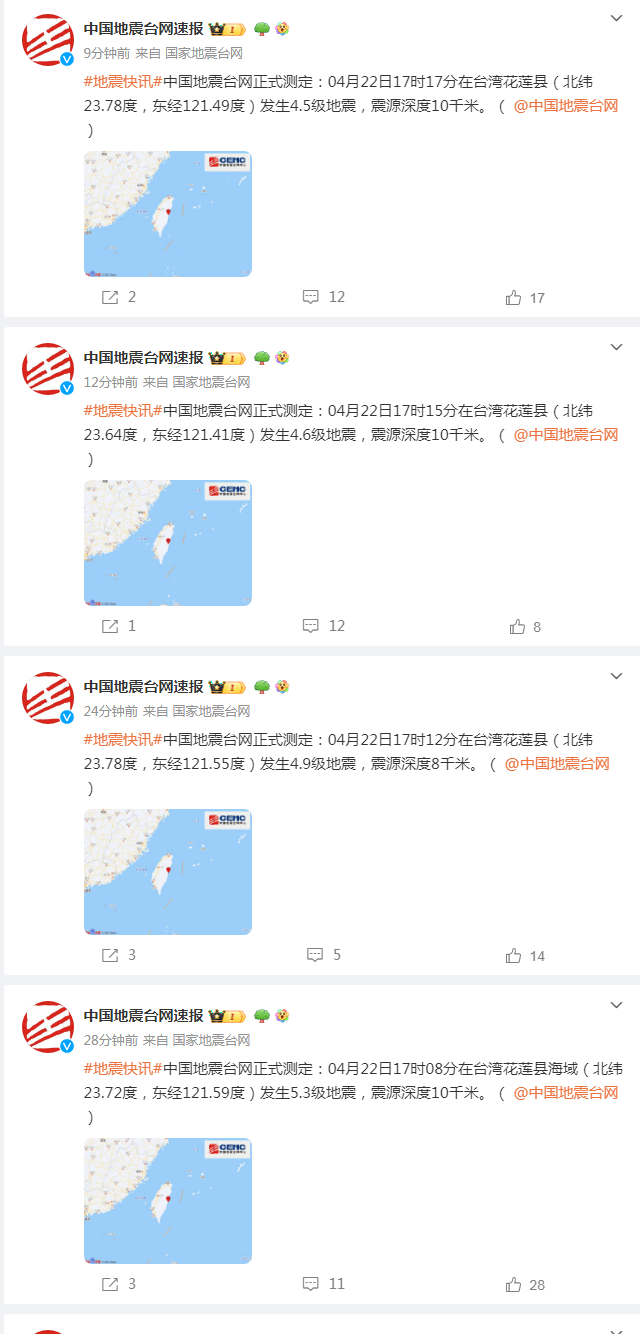 中国地震台网速报
9分钟前 来自 国家地震台网
#地震快讯#中国地震台网正式测定：04月22日17时17分在台湾花莲县（北纬
23.78度，东经121.49度）发生4.5级地震，震源深度10千米。（ @中国地震台网
）
CENC
2 12 17
中国地震台网速报
12分钟前 来自 国家地震台网
#地震快讯#中国地震台网正式测定：04月22日17时15分在台湾花莲县（北纬
23.64度，东经121.41度）发生4.6级地震，震源深度10千米。（ @中国地震台网
）
CENC
1 12 8
中国地震台网速报
24分钟前 来自 国家地震台网
#地震快讯#中国地震台网正式测定：04月22日17时12分在台湾花莲县（北纬
23.78度，东经121.55度）发生4.9级地震，震源深度8千米。（ @中国地震台网
）
CENC
3 5 14
中国地震台网速报
28分钟前 来自 国家地震台网
#地震快讯#中国地震台网正式测定：04月22日17时08分在台湾花莲县海域（北纬
23.72度，东经121.59度）发生5.3级地震，震源深度10千米。（ @中国地震台网
）
CENC
3 11 28